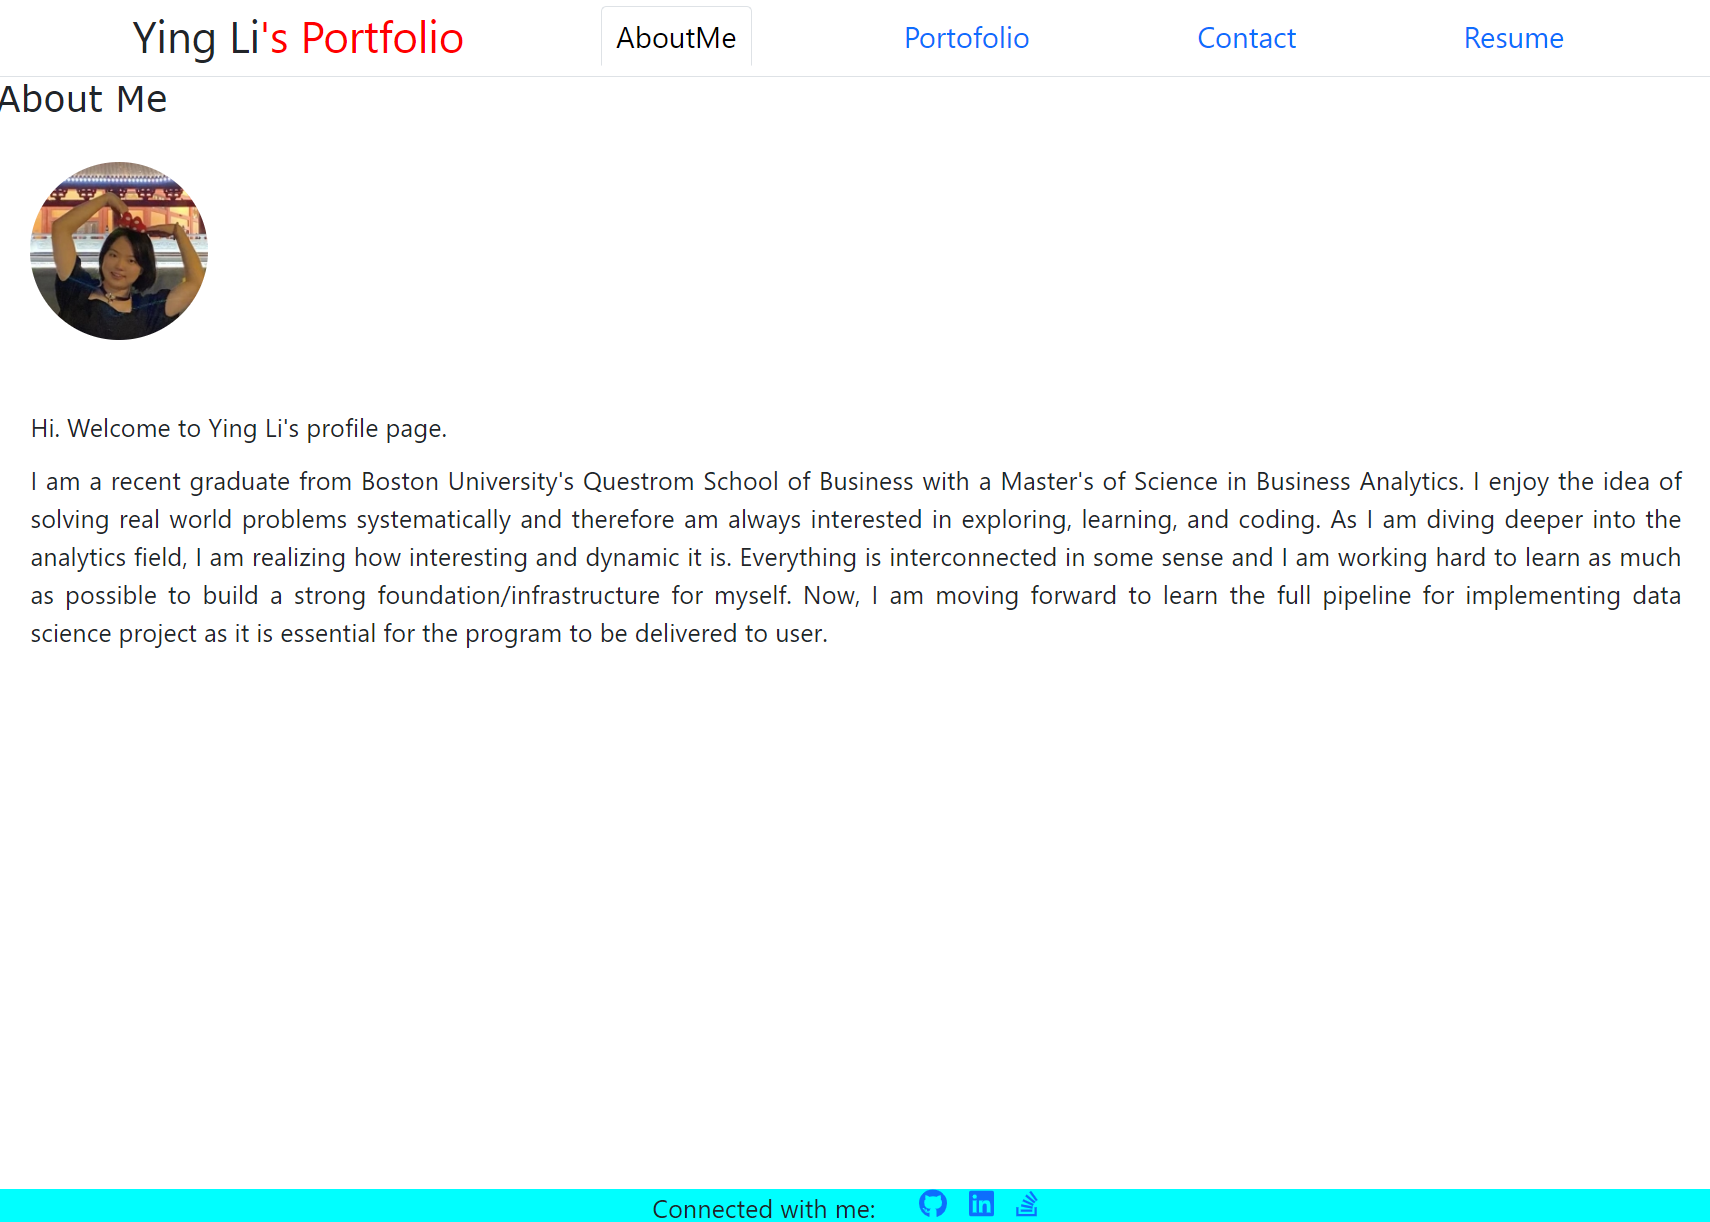 Ying Li's Portfolio AboutMe Portofolio Contact Resume
About Me
Hi. Welcome to Ying Li's profile page.
I am a recent graduate from Boston University's Questrom School of Business with a Master's of Science in Business Analytics. I enjoy the idea of
solving real world problems systematically and therefore am always interested in exploring, learning, and coding. As I am diving deeper into the
analytics field, I am realizing how interesting and dynamic it is. Everything is interconnected in some sense and I am working hard to learn as much
as possible to build a strong foundation/infrastructure for myself. Now, I am moving forward to learn the full pipeline for implementing data
science project as it is essential for the program to be delivered to user.
Connected with me: